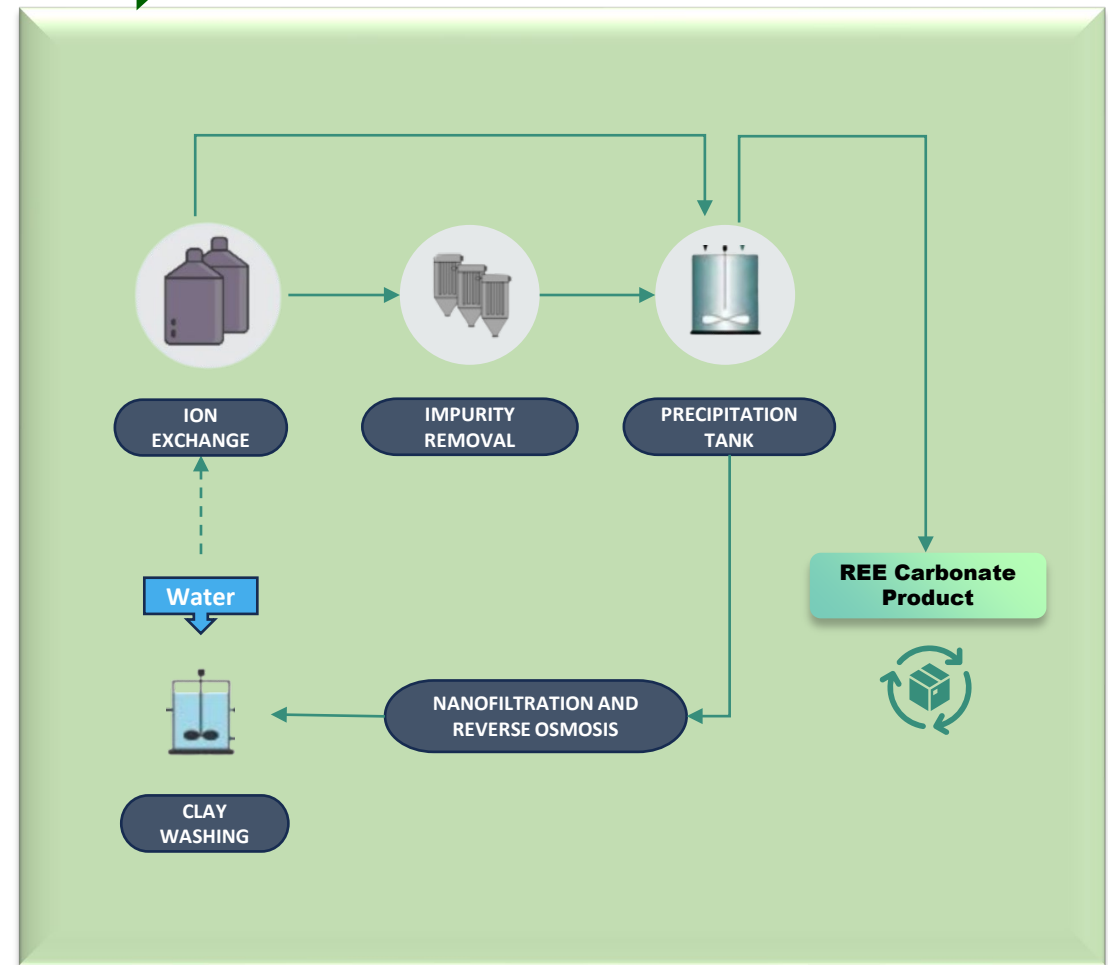 ION
EXCHANGE
IMPURITY
REMOVAL
PRECIPITATION
TANK
Water
REE Carbonate
Product
NANOFILTRATION AND
REVERSE OSMOSIS
CLAY
WASHING